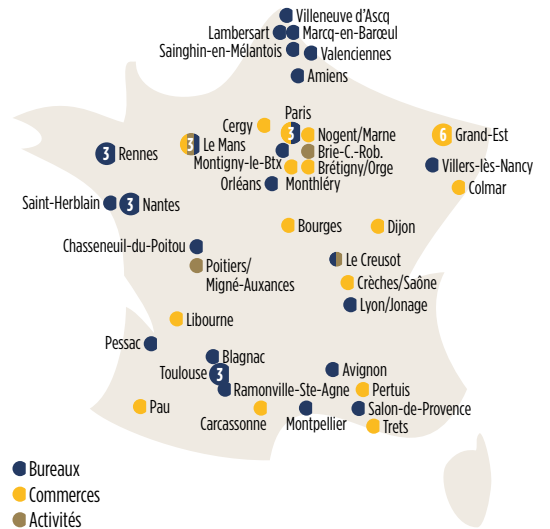 Villeneuve d'Ascq
Lambersart
Marcq-en-Barœul
Sainghin-en-Mélantois
Valenciennes
Amiens
Paris
Cergy
3
Nogent/Marne
6
Grand-Est
3
Le Mans
Brie-C.-Rob.
3
Rennes
Montigny-le-Btx
Brétigny/Orge
Villers-lès-Nancy
Orléans
Monthléry
Colmar
Saint-Herblain
3
Nantes
Bourges
Dijon
Chasseneuil-du-Poitou
Le Creusot
Poitiers/
Migné-Auxances
Crèches/Saône
Lyon/Jonage
Libourne
Pessac
Blagnac
Toulouse
3
Avignon
Ramonville-Ste-Agne
Pertuis
Pau
Carcassonne
Montpellier
Salon-de-Provence
Trets
Bureaux
Commerces
Activités